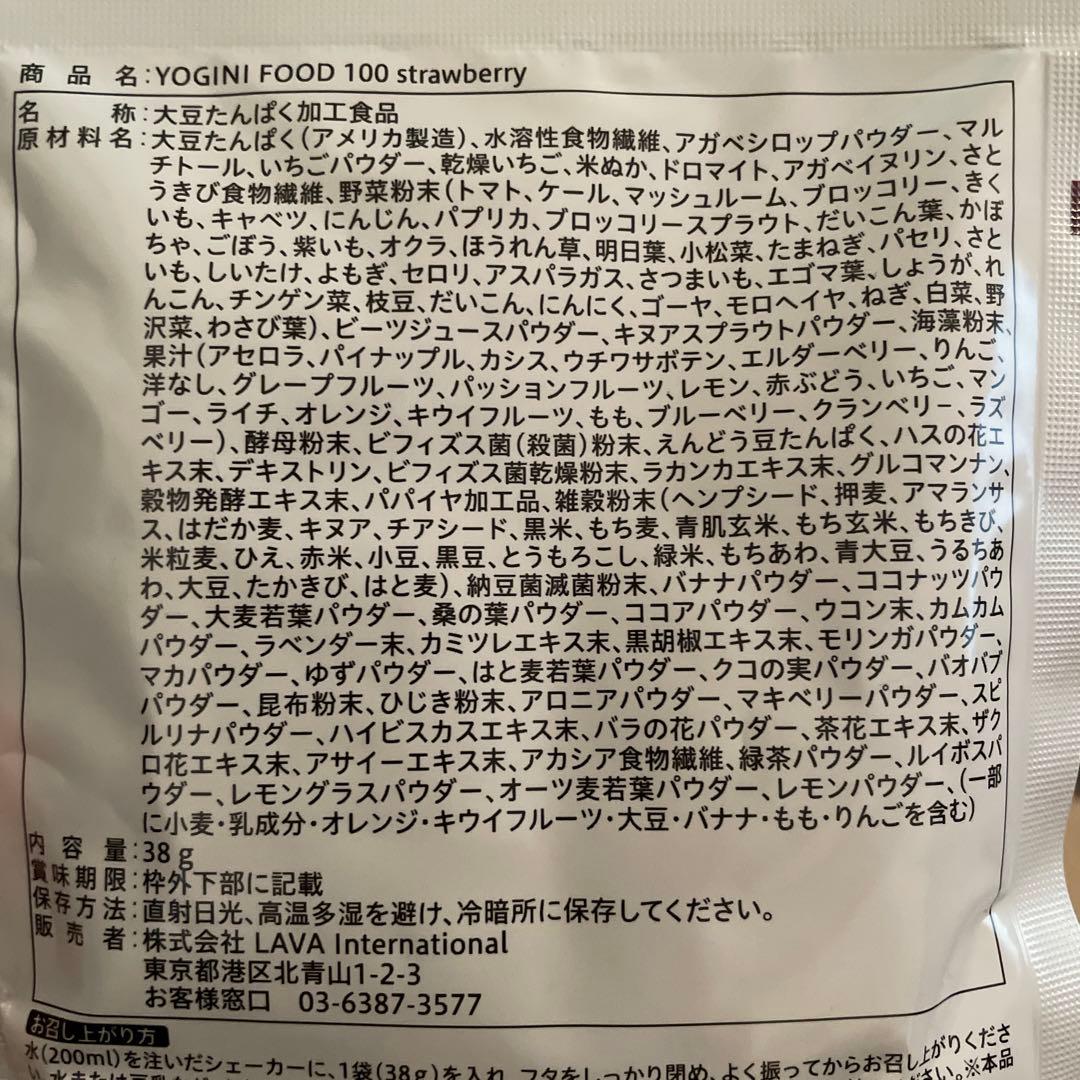 商品名:YOGINI FOOD 100 strawberry
名称:大豆たんぱく加工食品
原材料名:大豆たんぱく(アメリカ製造)、水溶性食物繊維、アガベシロップパウダー、マル
チトール、いちごパウダー、乾燥いちご、米ぬか、ドロマイト、アガベイヌリン、さと
うきび食物繊維、野菜粉末(トマト、ケール、マッシュルーム、ブロッコリー、きく
いも、キャベツ、にんじん、パプリカ、ブロッコリースプラウト、だいこん葉、かぼ
ちゃ、ごぼう、紫いも、オクラ、ほうれん草、明日葉、小松菜、たまねぎ、パセリ、さと
いも、しいたけ、よもぎ、セロリ、アスパラガス、さつまいも、エゴマ葉、しょうが、れ
んこん、チンゲン菜、枝豆、だいこん、にんにく、ゴーヤ、モロヘイヤ、ねぎ、白菜、野
沢菜、わさび葉)、ビーツジュースパウダー、キヌアスプラウトパウダー、海藻粉末、
果汁(アセロラ、パイナップル、カシス、ウチワサボテン、エルダーベリー、りんご、
洋なし、グレープフルーツ、パッションフルーツ、レモン、赤ぶどう、いちご、マン
ゴー、ライチ、オレンジ、キウイフルーツ、もも、ブルーベリー、クランベリー、ラズ
ベリー)、酵母粉末、ビフィズス菌(殺菌)粉末、えんどう豆たんぱく、ハスの花エ
キス末、デキストリン、ビフィズス菌乾燥粉末、ラカンカエキス末、グルコマンナン、
穀物発酵エキス末、パパイヤ加工品、雑穀粉末(ヘンプシード、押麦、アマランサ
ス、はだか麦、キヌア、チアシード、黒米、もち麦、青肌玄米、もち玄米、もちきび、
米粒麦、ひえ、赤米、小豆、黒豆、とうもろこし、緑米、もちあわ、青大豆、うるちあ
わ、大豆、たかきび、はと麦)、納豆菌滅菌粉末、バナナパウダー、ココナッツパウ
ダー、大麦若葉パウダー、桑の葉パウダー、ココアパウダー、ウコン末、カムカム
パウダー、ラベンダー末、カミツレエキス末、黒胡椒エキス末、モリンガパウダー、
マカパウダー、ゆずパウダー、はと麦若葉パウダー、クコの実パウダー、バオバブ
パウダー、昆布粉末、ひじき粉末、アロニアパウダー、マキベリーパウダー、スピ
ルリナパウダー、ハイビスカスエキス末、バラの花パウダー、茶花エキス末、ザク
ロ花エキス末、アサイーエキス末、アカシア食物繊維、緑茶パウダー、ルイボスパ
ウダー、レモングラスパウダー、オーツ麦若葉パウダー、レモンパウダー、(一部
に小麦・乳成分・オレンジ・キウイフルーツ・大豆・バナナ・もも・りんごを含む)
内容量:38g
賞味期限:枠外下部に記載
保存方法:直射日光、高温多湿を避け、冷暗所に保存してください。
販売者:株式会社 LAVA International
東京都港区北青山1-2-3
お客様窓口 03-6387-3577
お召し上がり方
水(200ml)を注いだシェーカーに、1袋(38g)を入れ、フタをしっかり閉め、よく振ってからお召し上がりくださ